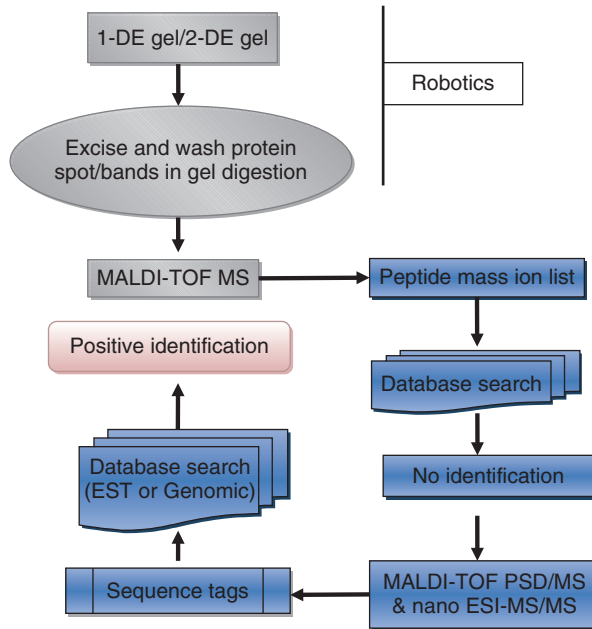 1-DE gel/2-DE gel
Robotics
Excise and wash protein
spot/bands in gel digestion
MALDI-TOF MS
Peptide mass ion list
Positive identification
Database search
Database search
(EST or Genomic)
No identification
Sequence tags
MALDI-TOF PSD/MS
& nano ESI-MS/MS